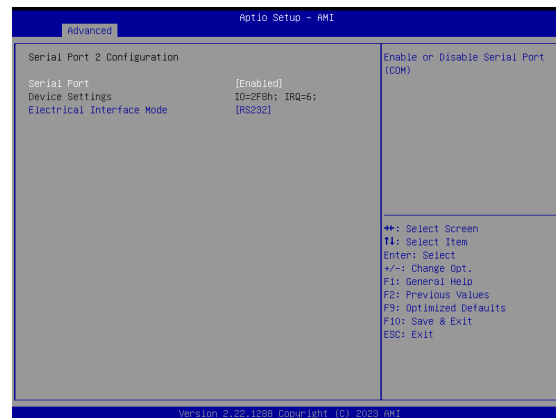 Aptio Setup - AMI
Advanced
Serial Port 2 Configuration
Serial Port [Enabled]
Device Settings IO=2F8h; IRQ=6;
Electrical Interface Mode [RS232]
Enable or Disable Serial Port
(COM)
→←: Select Screen
↑↓: Select Item
Enter: Select
+/-: Change Opt.
F1: General Help
F2: Previous Values
F9: Optimized Defaults
F10: Save & Exit
ESC: Exit
Version 2.22.1288 Copyright (C) 2023 AMI